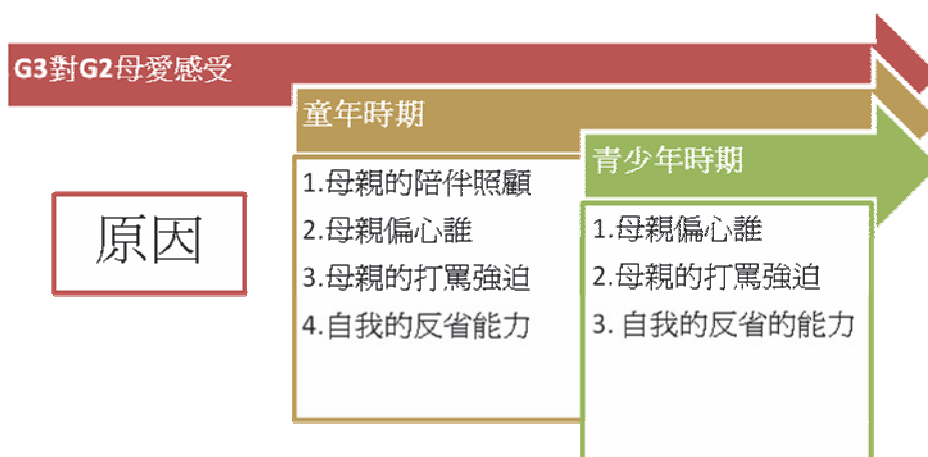 G3對G2母愛感受
童年時期
1.母親的陪伴照顧
2.母親偏心誰
3.母親的打罵強迫
4.自我的反省能力
青少年時期
1.母親偏心誰
2.母親的打罵強迫
3. 自我的反省的能力
原因